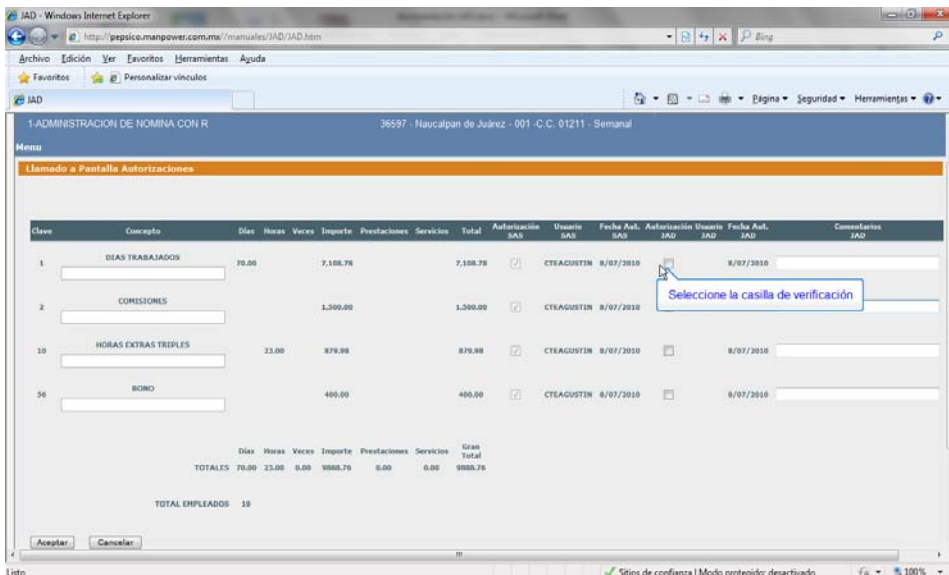 JAD - Windows Internet Explorer
http://pepsico.manpower.com.mx//manuales/JAD/JAD.htm
Bing
Archivo Edición Ver Favoritos Herramientas Ayuda
Favoritos Personalizar vínculos
JAD Página Seguridad Herramientas
1-ADMINISTRACION DE NOMINA CON R 36597 - Naucalpan de Juárez - 001 -C.C. 01211 - Semanal
Menu
Llamado a Pantalla Autorizaciones
Clave Concepto Días Horas Veces Importe Prestaciones Servicios Total Autorización SAS Usuario SAS Fecha Aut. SAS Autorización JAD Usuario JAD Fecha Aut. JAD Comentarios JAD
1 DIAS TRABAJADOS 70.00 7,108.78 7,108.78 CTEAGUSTIN 8/07/2010 8/07/2010
Seleccione la casilla de verificación
2 COMISIONES 1,500.00 1,500.00 CTEAGUSTIN 8/07/2010
10 HORAS EXTRAS TRIPLES 23.00 879.98 879.98 CTEAGUSTIN 8/07/2010 8/07/2010
56 BONO 400.00 400.00 CTEAGUSTIN 8/07/2010 8/07/2010
Días Horas Veces Importe Prestaciones Servicios Gran Total
TOTALES 70.00 23.00 0.00 9888.76 0.00 0.00 9888.76
TOTAL EMPLEADOS 10
Aceptar Cancelar
Listo Sitios de confianza | Modo protegido: desactivado 100%